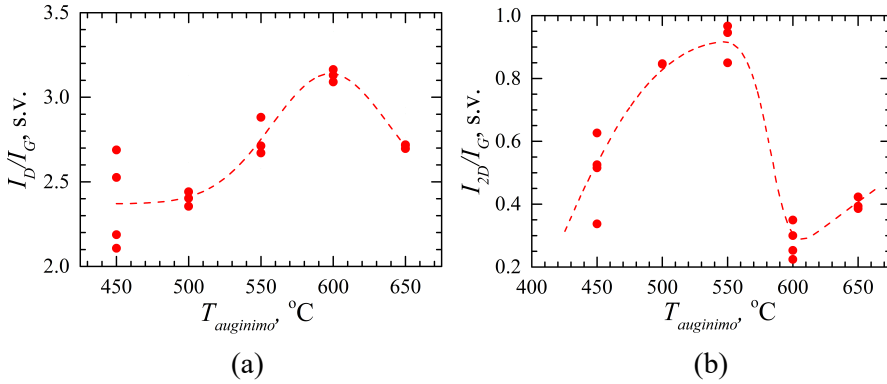 3.5
3.0
2.5
2.0
I_D/I_G, s.v.
450 500 550 600 650
T_auginimo, °C
(a)
1.0
0.8
0.6
0.4
0.2
I_2D/I_G, s.v.
400 450 500 550 600 650
T_auginimo, °C
(b)